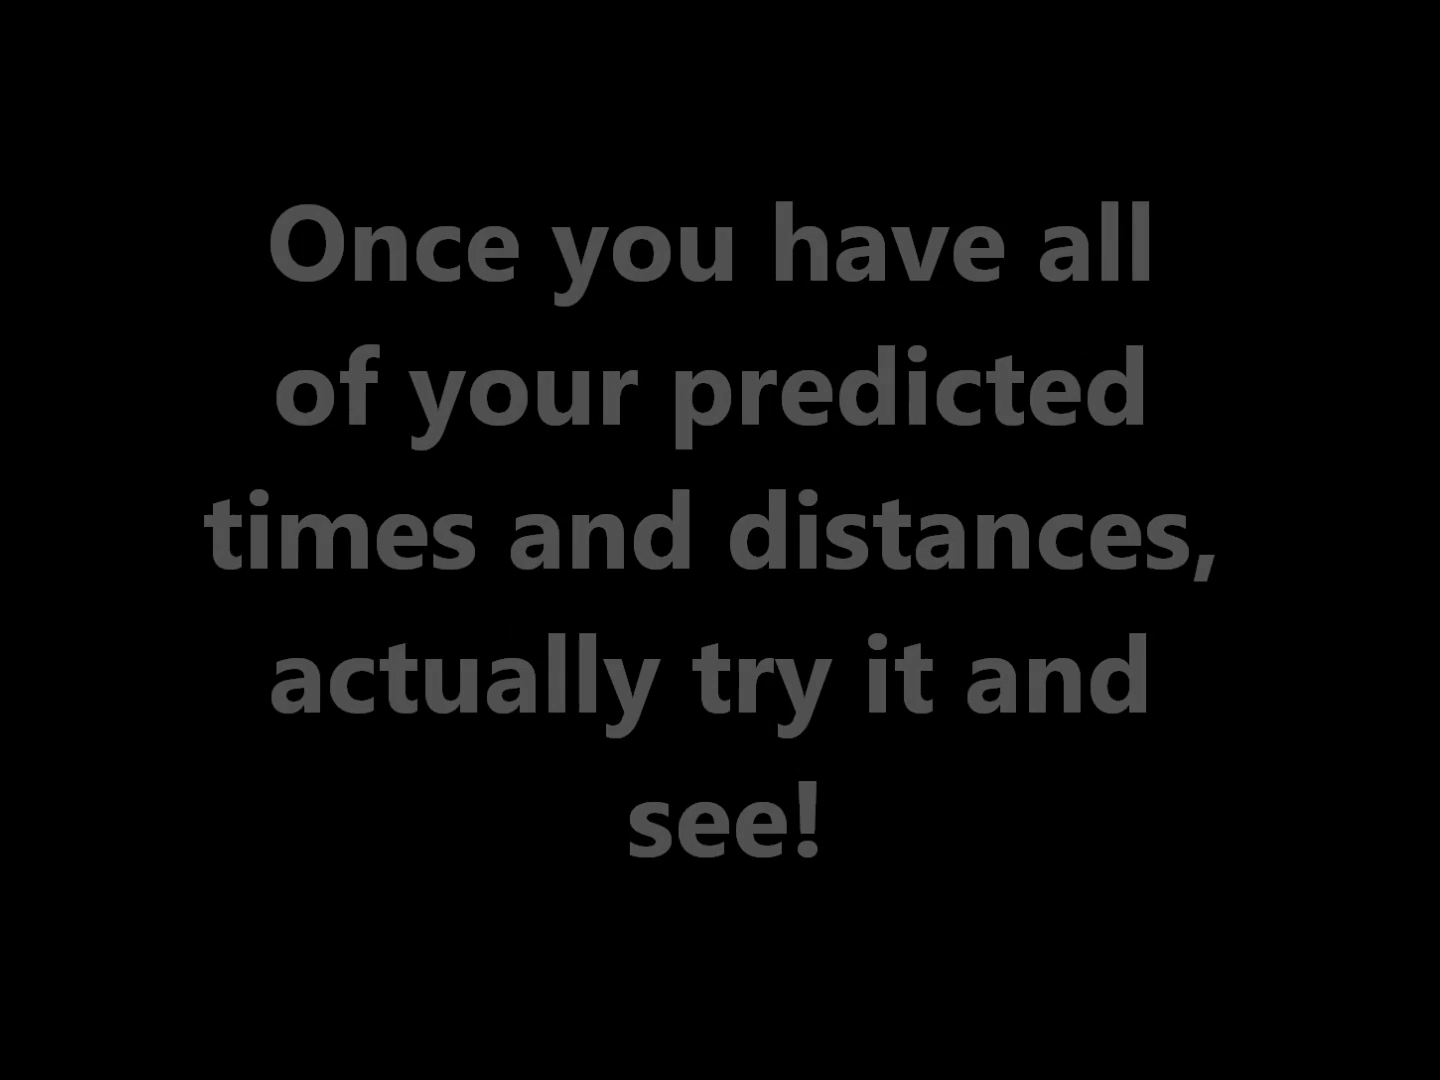 Once you have all
of your predicted
times and distances,
actually try it and
see!